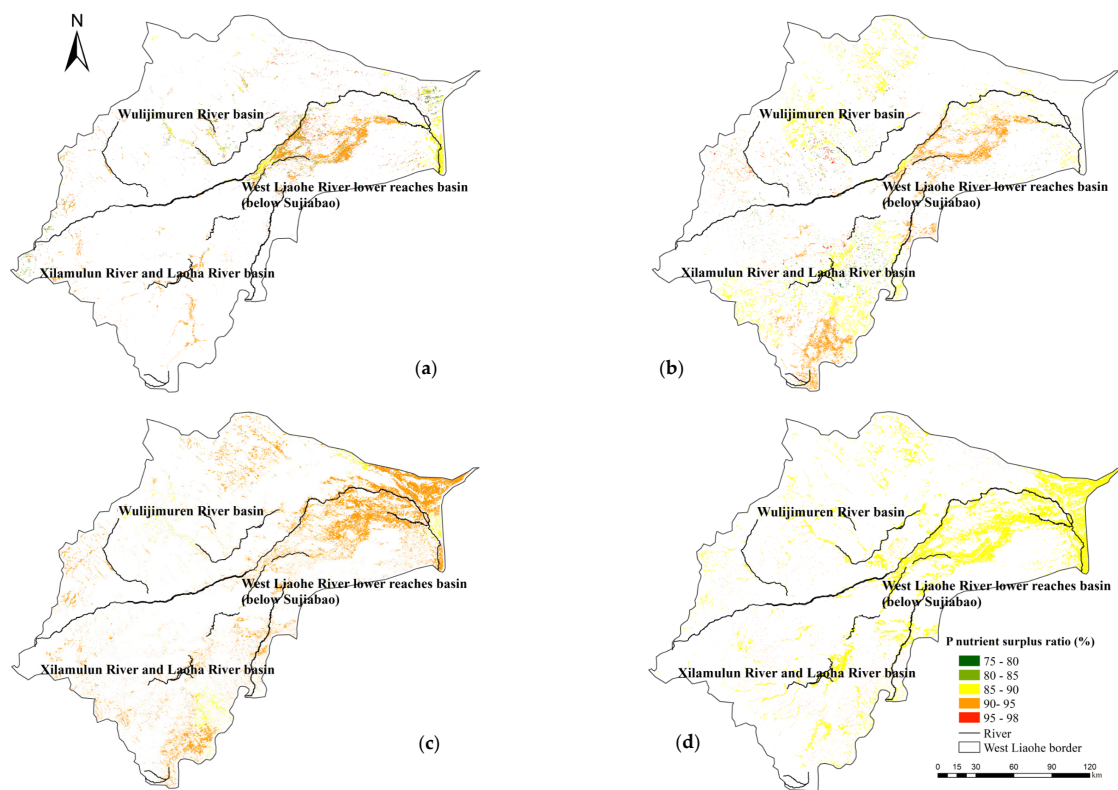 N
Wulijimuren River basin
West Liaohe River lower reaches basin
(below Sujiabao)
Xilamulun River and Laoha River basin
(a)
Wulijimuren River basin
West Liaohe River lower reaches basin
(below Sujiabao)
Xilamulun River and Laoha River basin
(b)
Wulijimuren River basin
West Liaohe River lower reaches basin
(below Sujiabao)
Xilamulun River and Laoha River basin
(c)
Wulijimuren River basin
West Liaohe River lower reaches basin
(below Sujiabao)
Xilamulun River and Laoha River basin
(d)
P nutrient surplus ratio (%)
75 - 80
80 - 85
85 - 90
90- 95
95 - 98
River
West Liaohe border
0 15 30 60 90 120
km